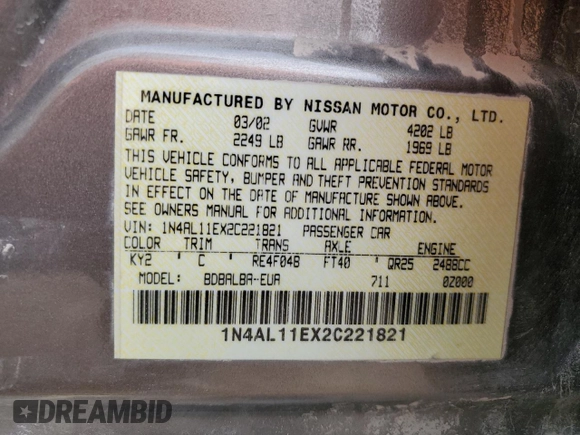 MANUFACTURED BY NISSAN MOTOR CO., LTD.
DATE 03/02 GVWR 4202 LB
GAWR FR. 2249 LB GAWR RR. 1969 LB
THIS VEHICLE CONFORMS TO ALL APPLICABLE FEDERAL MOTOR
VEHICLE SAFETY, BUMPER AND THEFT PREVENTION STANDARDS
IN EFFECT ON THE DATE OF MANUFACTURE SHOWN ABOVE.
SEE OWNERS MANUAL FOR ADDITIONAL INFORMATION.
VIN: 1N4AL11EX2C221821 PASSENGER CAR
COLOR TRIM TRANS AXLE ENGINE
KY2 C RE4F04B FT40 QR25 2488CC
MODEL: BDBALBA-EUA 711 0Z000
1N4AL11EX2C221821
DREAMBID